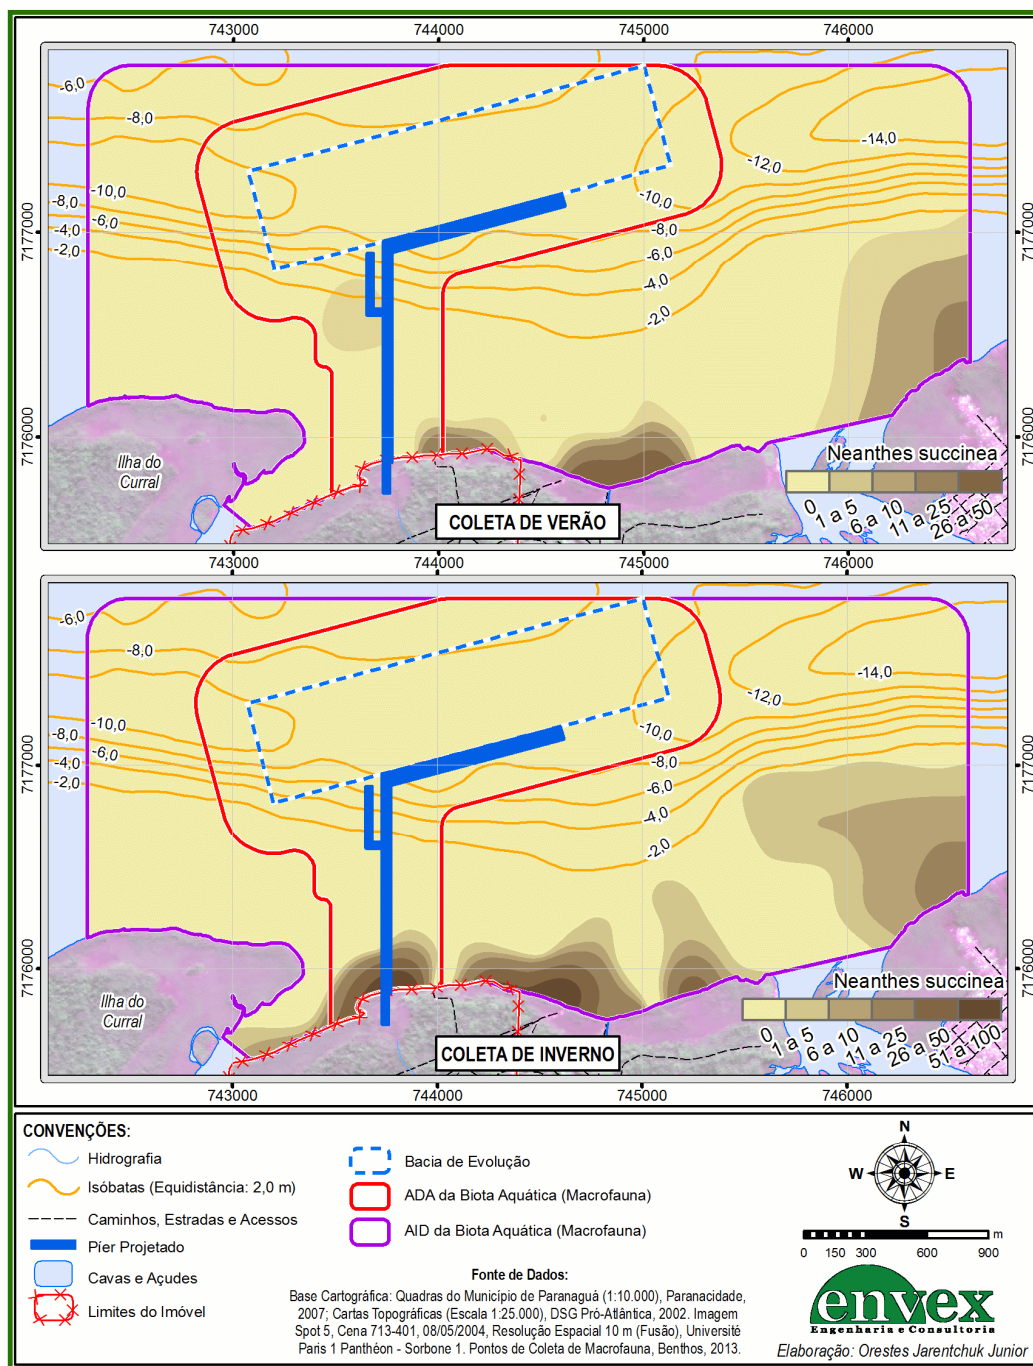 743000 744000 745000 746000
-6,0
-8,0
-14,0
-12,0
-10,0
-10,0
-8,0
-8,0
-6,0
-4,0
-6,0
-2,0
-4,0
-2,0
7177000 7177000
7176000 7176000
Ilha do
Curral
Neanthes succinea
0
1 a 5
6 a 10
11 a 25
26 a 50
COLETA DE VERÃO
743000 744000 745000 746000
-6,0
-8,0
-14,0
-12,0
-10,0
-10,0
-8,0
-8,0
-6,0
-4,0
-6,0
-2,0
-4,0
-2,0
7177000 7177000
7176000 7176000
Ilha do
Curral
Neanthes succinea
0
1 a 5
6 a 10
11 a 25
26 a 50
51 a 100
COLETA DE INVERNO
743000 744000 745000 746000
CONVENÇÕES:
Hidrografia
Isóbatas (Equidistância: 2,0 m)
Caminhos, Estradas e Acessos
Píer Projetado
Cavas e Açudes
Limites do Imóvel
Bacia de Evolução
ADA da Biota Aquática (Macrofauna)
AID da Biota Aquática (Macrofauna)
N
W E
S
m
0 150 300 600 900
Fonte de Dados:
Base Cartográfica: Quadras do Município de Paranaguá (1:10.000), Paranacidade,
2007; Cartas Topográficas (Escala 1:25.000), DSG Pró-Atlântica, 2002. Imagem
Spot 5, Cena 713-401, 08/05/2004, Resolução Espacial 10 m (Fusão), Université
Paris 1 Panthéon - Sorbone 1. Pontos de Coleta de Macrofauna, Benthos, 2013.
envex
Engenharia e Consultoria
Elaboração: Orestes Jarentchuk Junior